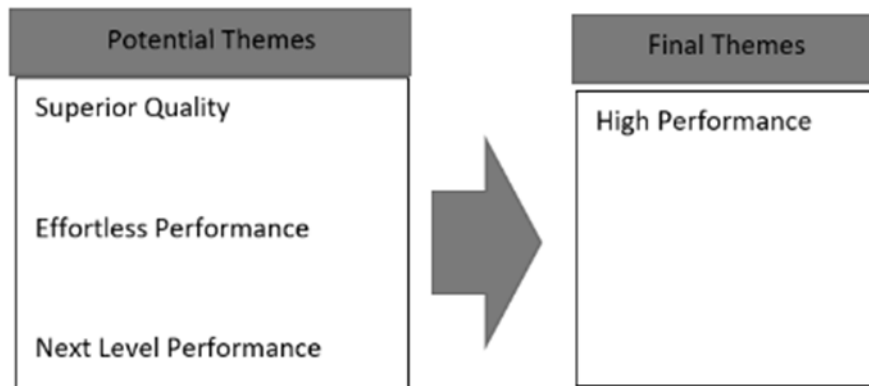 Potential Themes
Superior Quality
Effortless Performance
Next Level Performance
Final Themes
High Performance